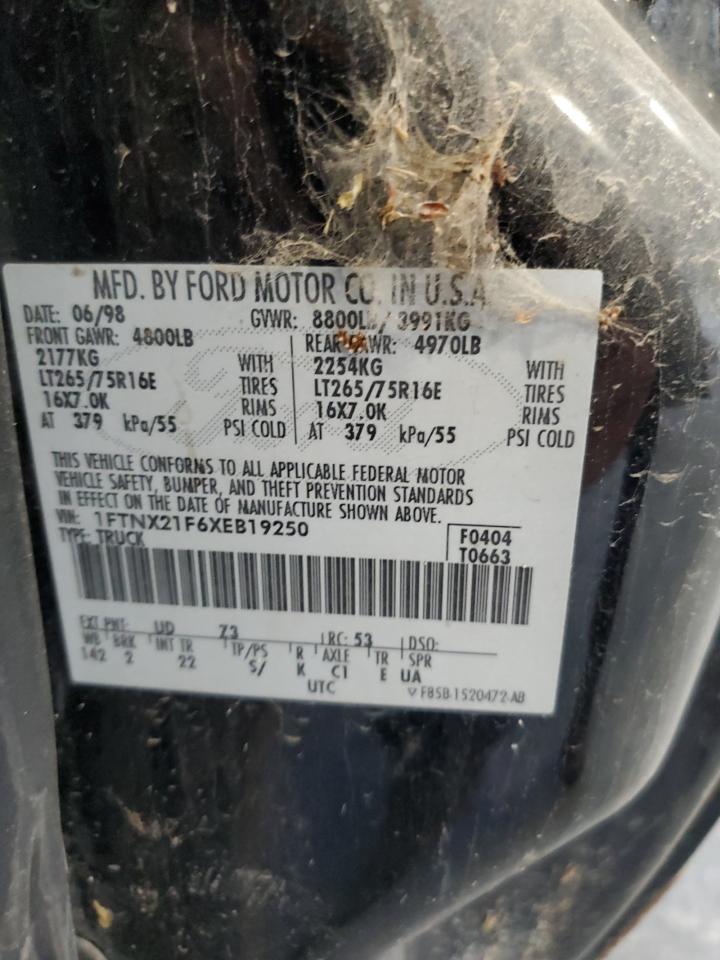 MFD. BY FORD MOTOR CO. IN U.S.A.
DATE: 06/98 GVWR: 8800LB/ 3991KG
FRONT GAWR: 4800LB REAR GAWR: 4970LB
2177KG WITH 2254KG WITH
LT265/75R16E TIRES LT265/75R16E TIRES
16X7.0K RIMS 16X7.0K RIMS
AT 379 kPa/55 PSI COLD AT 379 kPa/55 PSI COLD
THIS VEHICLE CONFORMS TO ALL APPLICABLE FEDERAL MOTOR
VEHICLE SAFETY, BUMPER, AND THEFT PREVENTION STANDARDS
IN EFFECT ON THE DATE OF MANUFACTURE SHOWN ABOVE.
VIN: 1FTNX21F6XEB19250 F0404
TYPE: TRUCK T0663
EXT PNT: UD Z3 RC: 53 DSO:
WB BRK INT TR TP/PS R AXLE TR SPR
142 2 22 S/ K C1 E UA
UTC F85B-1520472-AB